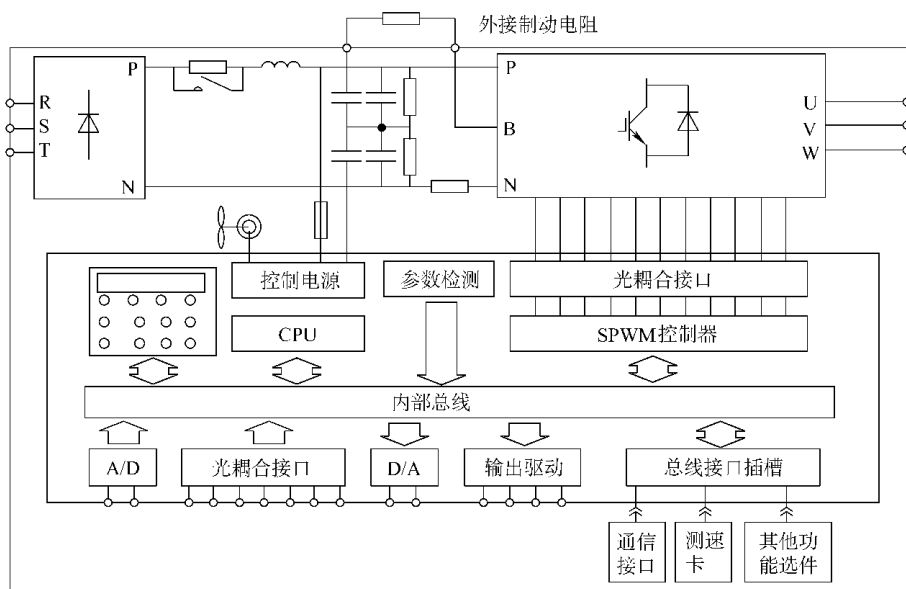 外接制动电阻
P
P
R
U
S
B
V
T
W
N
N
控制电源
参数检测
光耦合接口
CPU
SPWM控制器
内部总线
A/D
光耦合接口
D/A
输出驱动
总线接口插槽
通信
接口
测速
卡
其他功
能选件